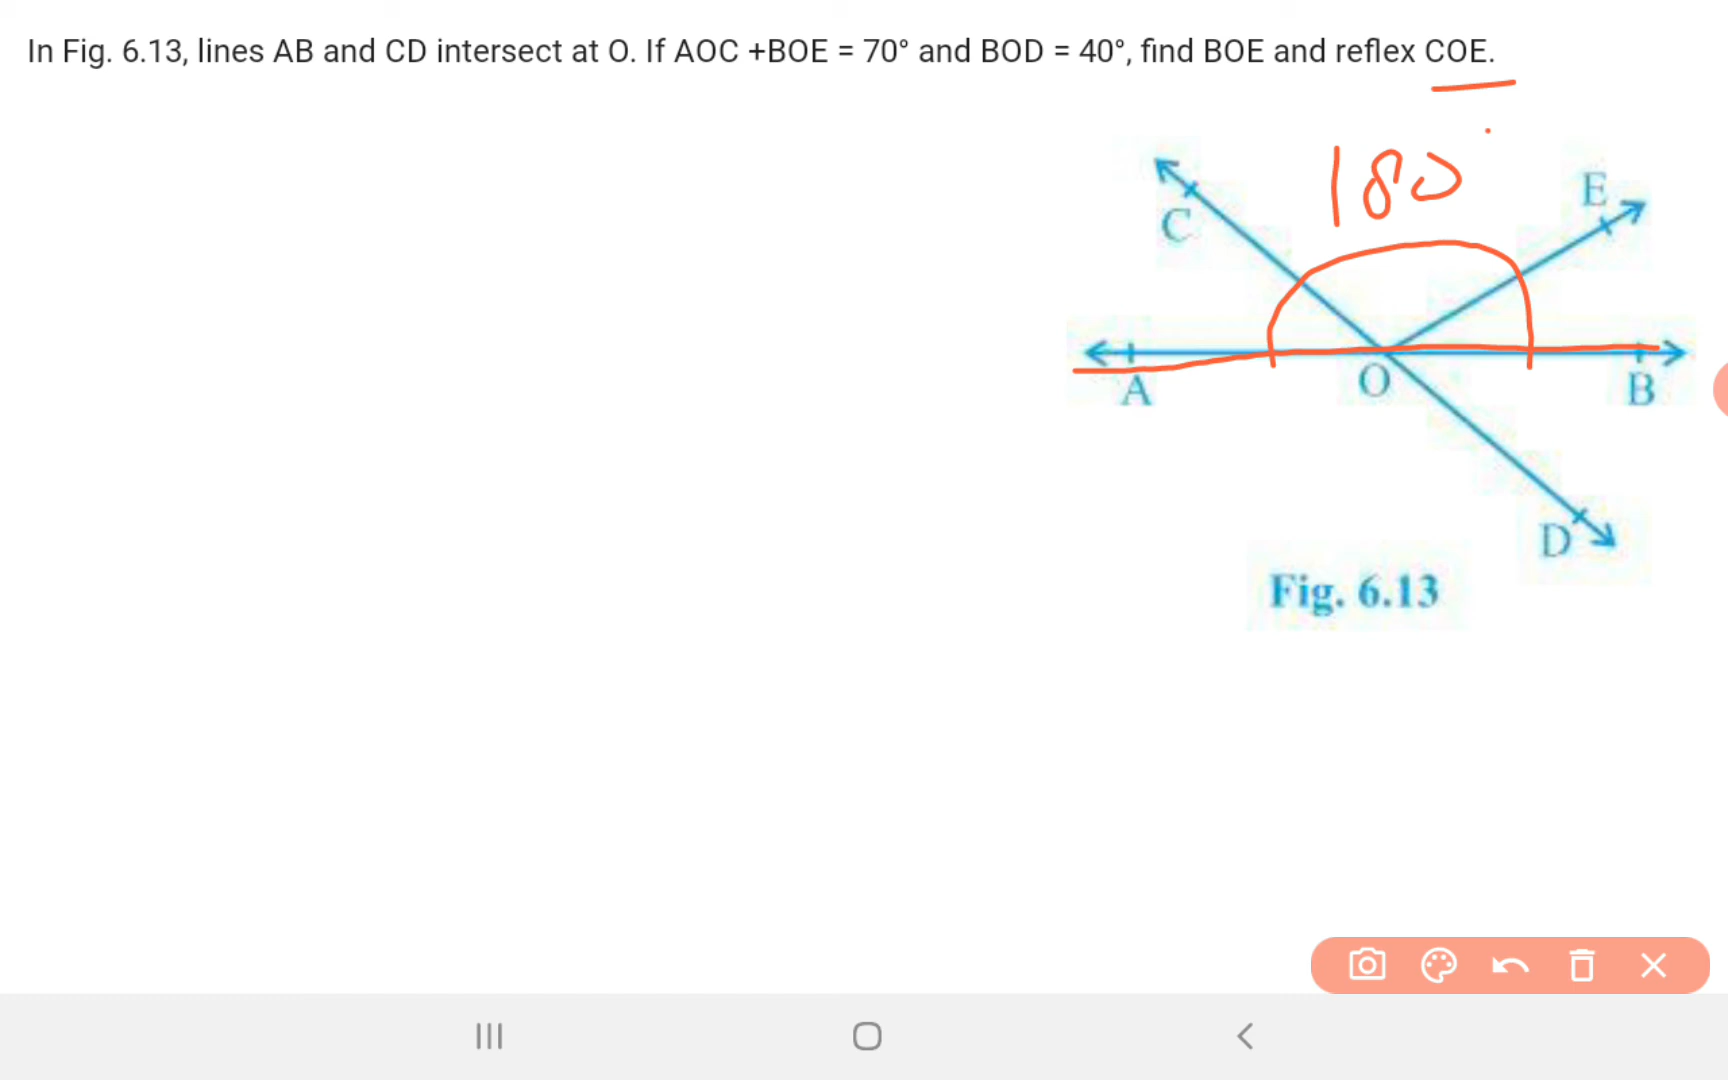 In Fig. 6.13, lines AB and CD intersect at O. If AOC +BOE = 70° and BOD = 40°, find BOE and reflex COE.
180
C
E
A
O
B
D
Fig. 6.13